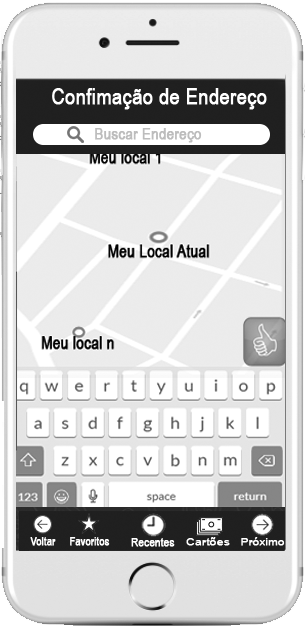 Confimação de Endereço
Buscar Endereço
Meu local 1
Meu Local Atual
Meu local n
q w e r t y u i o p
a s d f g h j k l
z x c v b n m
123 space return
Voltar Favoritos Recentes Cartões Próximo